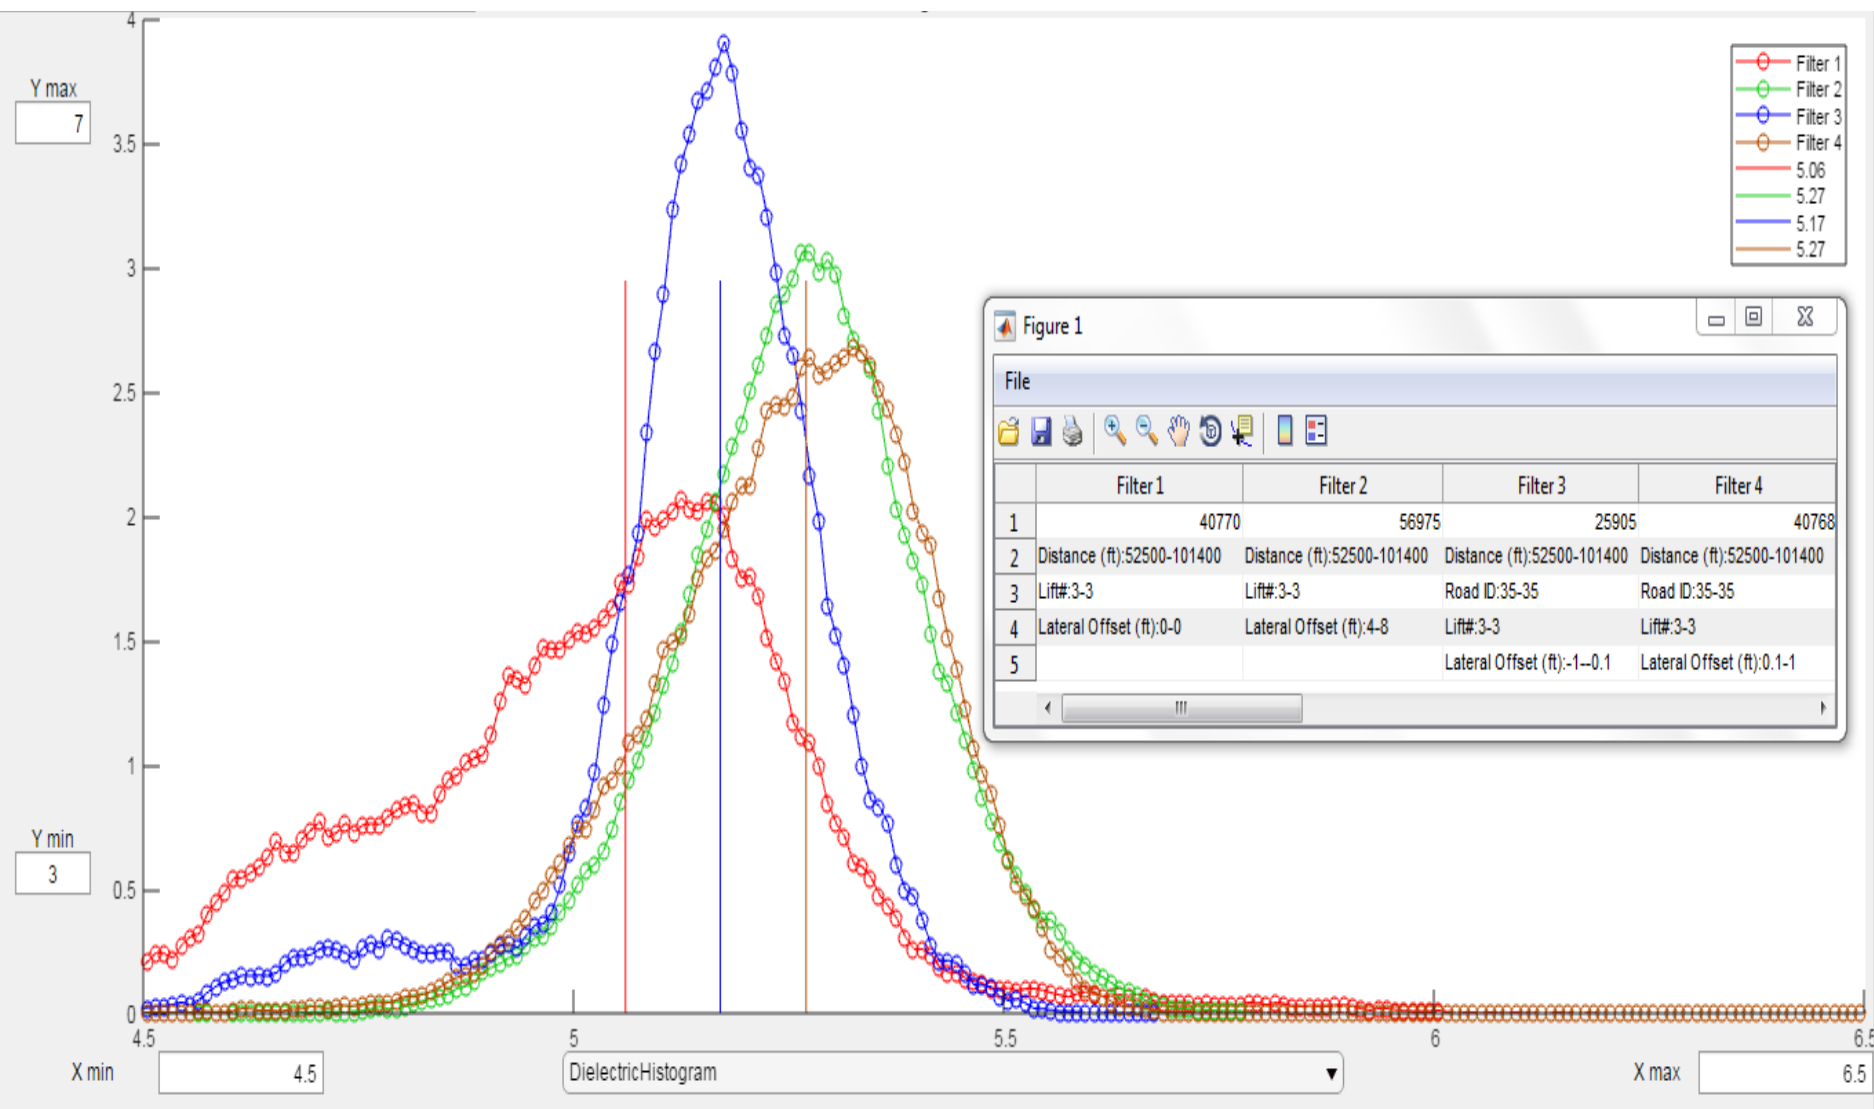 4
Y max
7
3.5
3
2.5
2
1.5
1
Y min
3
0.5
0
4.5
5
5.5
6
6.5
X min
4.5
DielectricHistogram
X max
6.5
Filter 1
Filter 2
Filter 3
Filter 4
5.06
5.27
5.17
5.27
Figure 1
File
Filter 1 Filter 2 Filter 3 Filter 4
1 40770 56975 25905 40768
2 Distance (ft):52500-101400 Distance (ft):52500-101400 Distance (ft):52500-101400 Distance (ft):52500-101400
3 Lift#:3-3 Lift#:3-3 Road ID:35-35 Road ID:35-35
4 Lateral Offset (ft):0-0 Lateral Offset (ft):4-8 Lift#:3-3 Lift#:3-3
5 Lateral Offset (ft):-1--0.1 Lateral Offset (ft):0.1-1